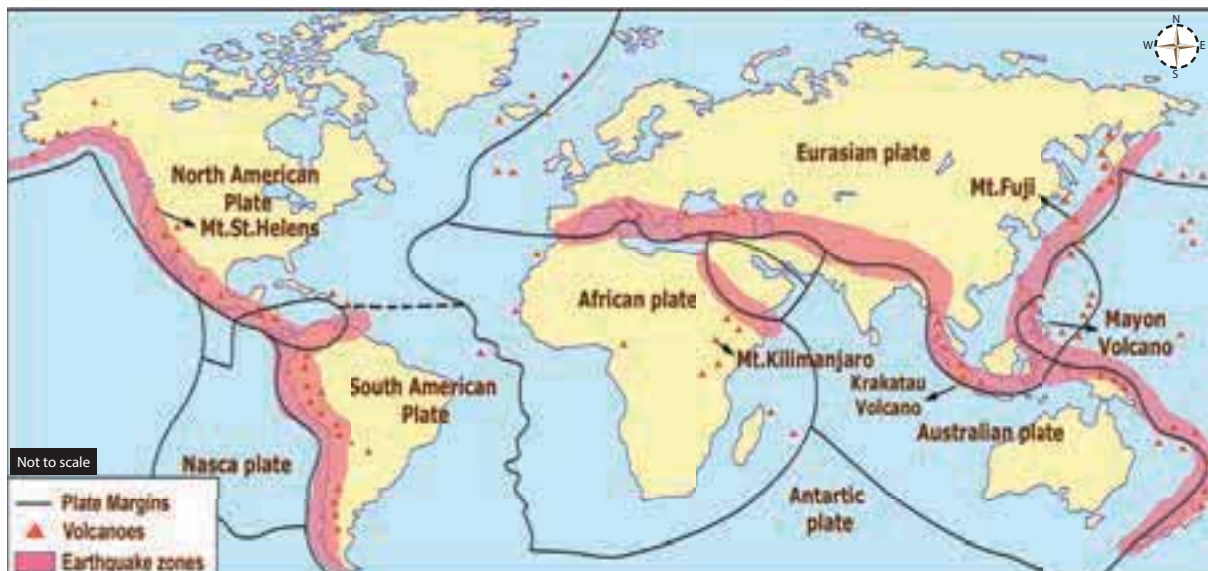 N
W E
S
Eurasian plate
North American
Plate
Mt.St.Helens
Mt.Fuji
African plate
Mayon
Volcano
Mt.Kilimanjaro
South American
Plate
Krakatau
Volcano
Australian plate
Nasca plate
Antartic
plate
Not to scale
Plate Margins
Volcanoes
Earthquake zones